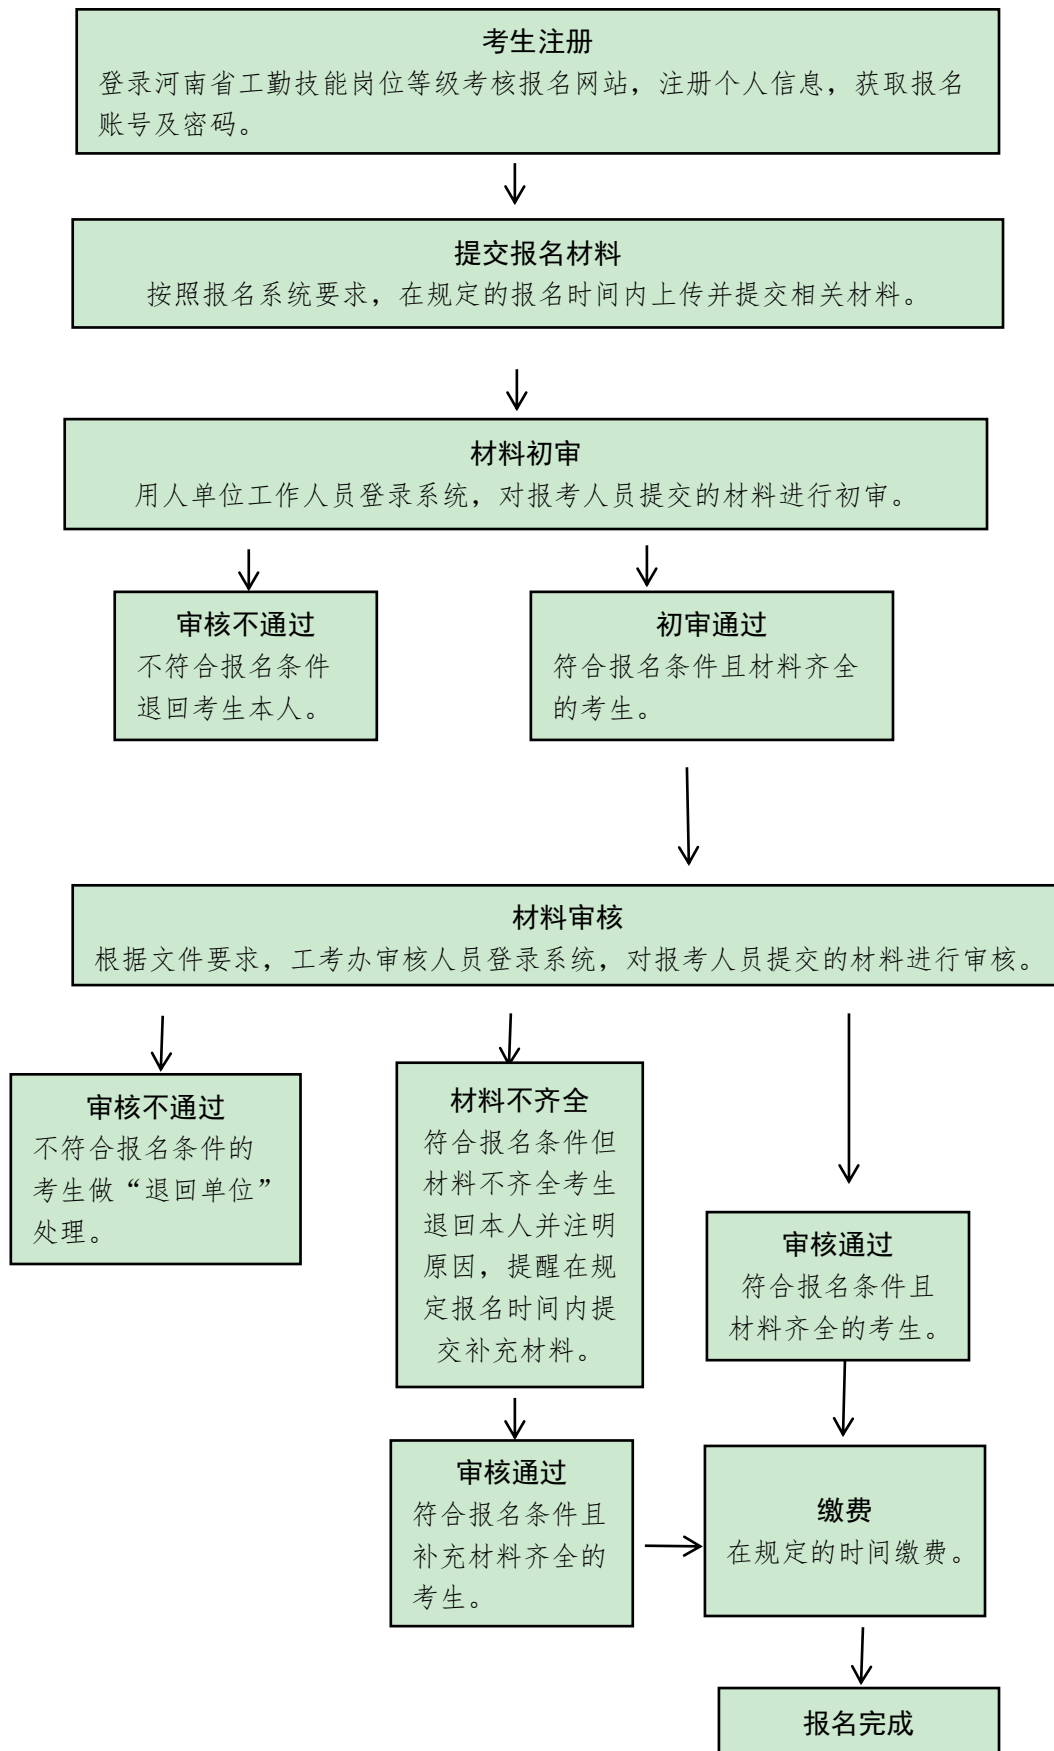 考生注册
登录河南省工勤技能岗位等级考核报名网站，注册个人信息，获取报名
账号及密码。
提交报名材料
按照报名系统要求，在规定的报名时间内上传并提交相关材料。
材料初审
用人单位工作人员登录系统，对报考人员提交的材料进行初审。
审核不通过
不符合报名条件
退回考生本人。
初审通过
符合报名条件且材料齐全
的考生。
材料审核
根据文件要求，工考办审核人员登录系统，对报考人员提交的材料进行审核。
审核不通过
不符合报名条件的
考生做“退回单位”
处理。
材料不齐全
符合报名条件但
材料不齐全考生
退回本人并注明
原因，提醒在规
定报名时间内提
交补充材料。
审核通过
符合报名条件且
材料齐全的考生。
审核通过
符合报名条件且
补充材料齐全的
考生。
缴费
在规定的时间缴费。
报名完成